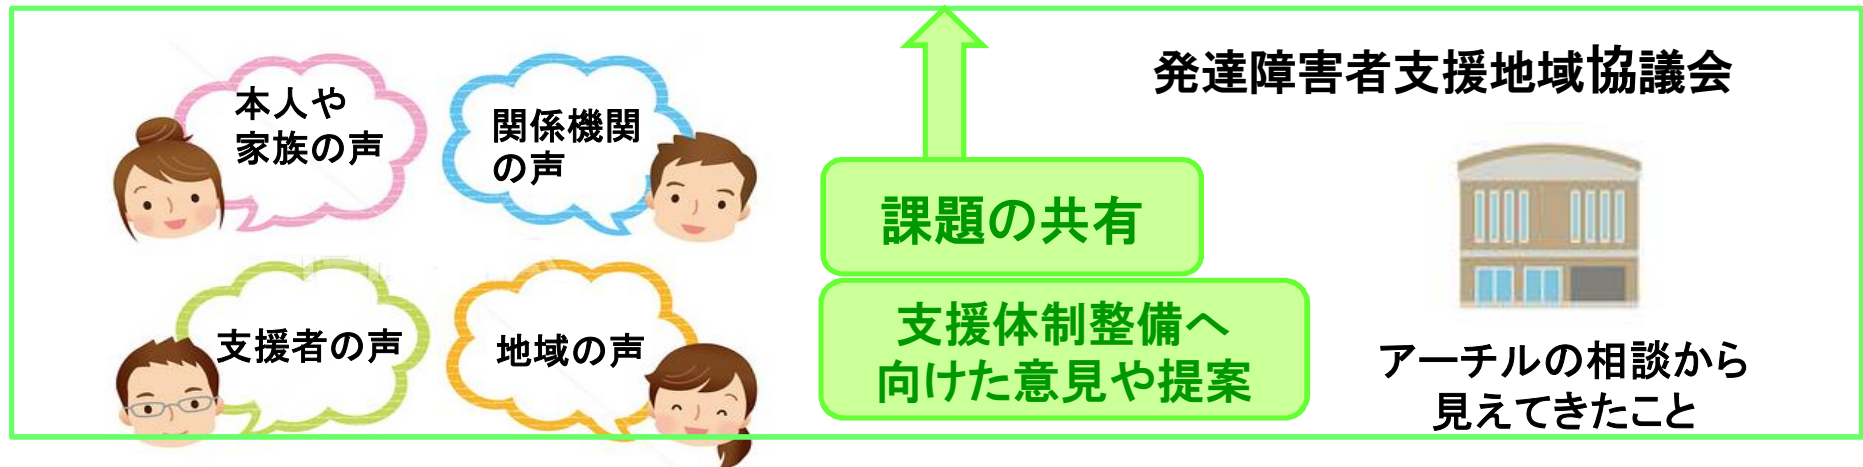 発達障害者支援地域協議会
本人や
家族の声
関係機関
の声
支援者の声
地域の声
課題の共有
支援体制整備へ
向けた意見や提案
アーチルの相談から
見えてきたこと